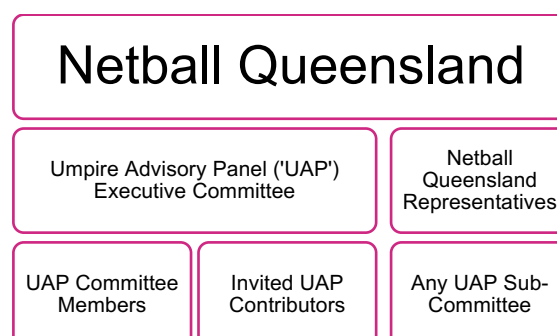 Netball Queensland
Umpire Advisory Panel ('UAP')
Executive Committee
Netball
Queensland
Representatives
UAP Committee
Members
Invited UAP
Contributors
Any UAP Sub-
Committee